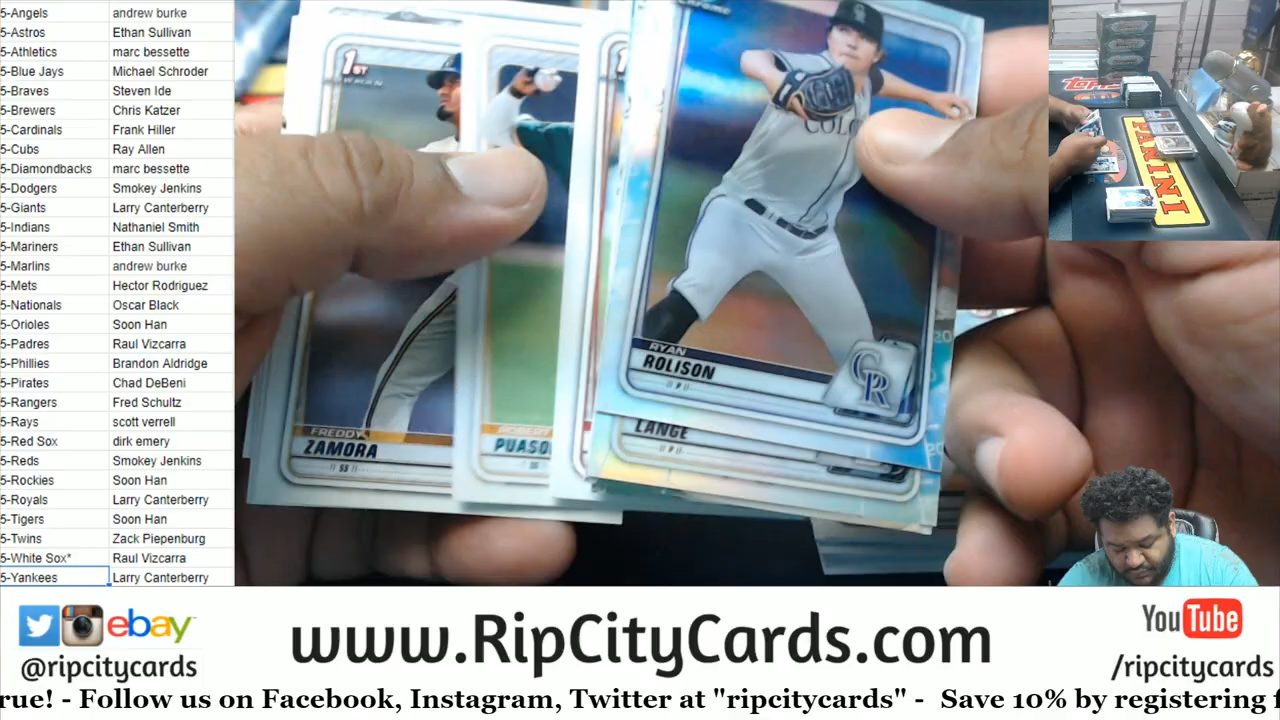 5-Angels andrew burke
5-Astros Ethan Sullivan
5-Athletics marc bessette
5-Blue Jays Michael Schroder
5-Braves Steven Ide
5-Brewers Chris Katzer
5-Cardinals Frank Hiller
5-Cubs Ray Allen
5-Diamondbacks marc bessette
5-Dodgers Smokey Jenkins
5-Giants Larry Canterberry
5-Indians Nathaniel Smith
5-Mariners Ethan Sullivan
5-Marlins andrew burke
5-Mets Hector Rodriguez
5-Nationals Oscar Black
5-Orioles Soon Han
5-Padres Raul Vizcarra
5-Phillies Brandon Aldridge
5-Pirates Chad DeBeni
5-Rangers Fred Schultz
5-Rays scott verrell
5-Red Sox dirk emery
5-Reds Smokey Jenkins
5-Rockies Soon Han
5-Royals Larry Canterberry
5-Tigers Soon Han
5-Twins Zack Piepenburg
5-White Sox* Raul Vizcarra
5-Yankees Larry Canterberry
1ST
FREDDY
ZAMORA
SS
ROBERT
PUASO
Chrome
COLO
RYAN
ROLISON
P
CR
LANGE
P
20
20
Topps
PANINI
ebay
@ripcitycards
www.RipCityCards.com
YouTube
/ripcitycards
rue! - Follow us on Facebook, Instagram, Twitter at "ripcitycards" - Save 10% by registering f